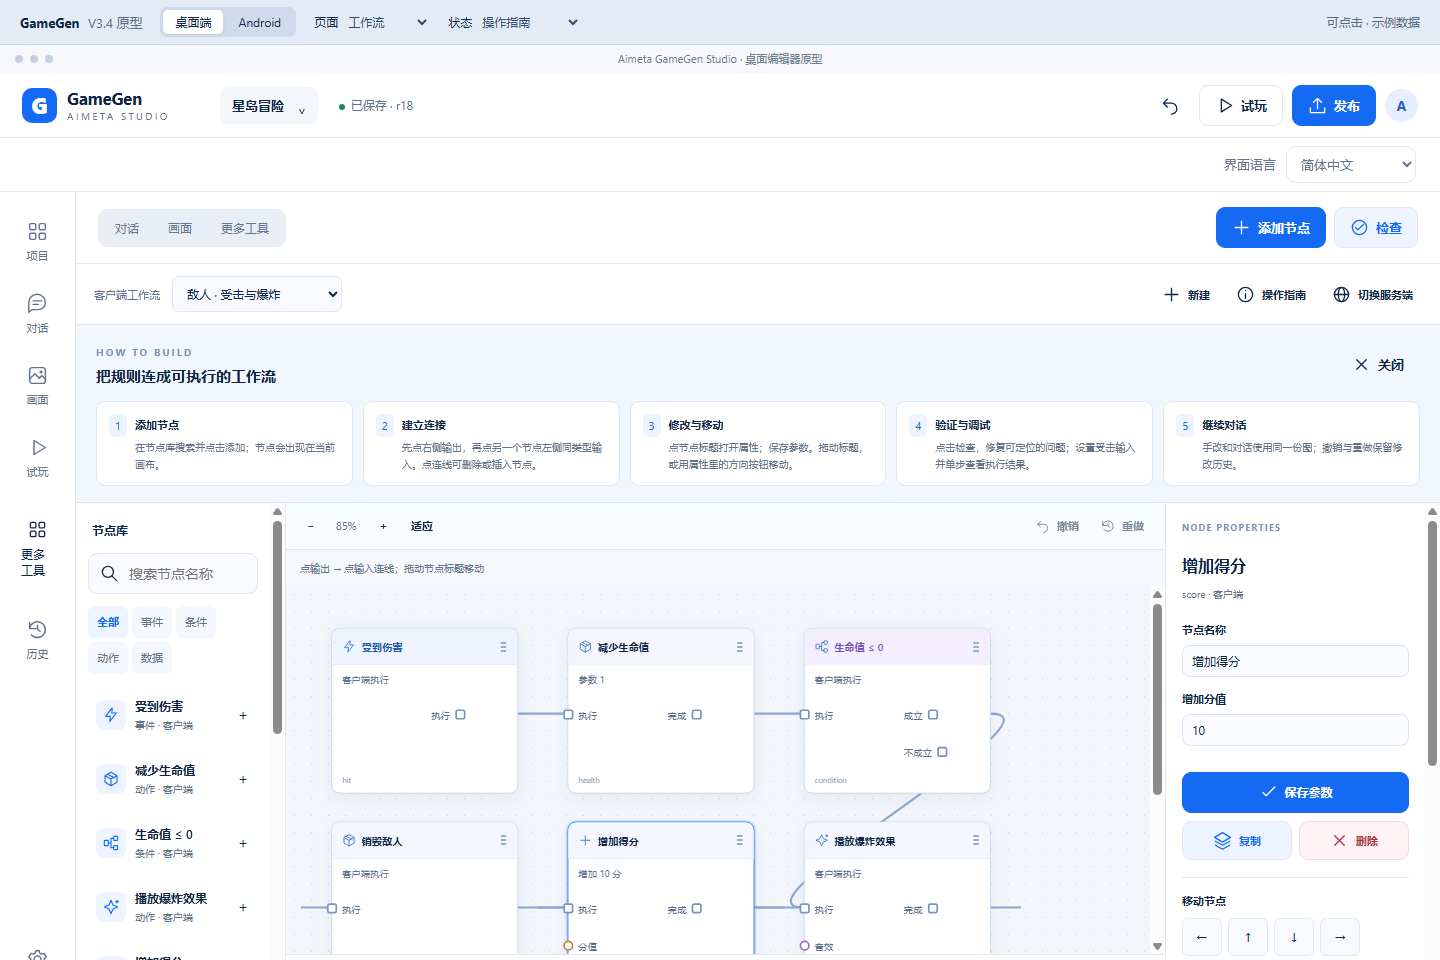 GameGen V3.4 原型 桌面端 Android 页面 工作流 状态 操作指南 可点击 · 示例数据
Aimeta GameGen Studio · 桌面编辑器原型
G GameGen
AIMETA STUDIO
星岛冒险 已保存 · r18 试玩 发布 A
界面语言 简体中文
项目
对话
画面
试玩
更多
工具
历史
对话 画面 更多工具 添加节点 检查
客户端工作流 敌人 · 受击与爆炸 新建 操作指南 切换服务端
HOW TO BUILD
把规则连成可执行的工作流 关闭
1 添加节点
在节点库搜索并点击添加；节点会出现在当前
画布。
2 建立连接
先点右侧输出，再点另一个节点左侧同类型输
入。点连线可删除或插入节点。
3 修改与移动
点节点标题打开属性；保存参数。拖动标题，
或用属性里的方向按钮移动。
4 验证与调试
点击检查，修复可定位的问题；设置受击输入
并单步查看执行结果。
5 继续对话
手改和对话使用同一份图；撤销与重做保留修
改历史。
节点库
搜索节点名称
全部 事件 条件
动作 数据
受到伤害
事件 · 客户端 +
减少生命值
动作 · 客户端 +
生命值 ≤ 0
条件 · 客户端 +
播放爆炸效果
动作 · 客户端 +
增加得分
− 85% + 适应 撤销 重做
点输出 → 点输入连线；拖动节点标题移动
受到伤害
客户端执行
执行
hit
减少生命值
参数 1
执行 完成
health
生命值 ≤ 0
客户端执行
执行 成立
不成立
condition
销毁敌人
客户端执行
执行
增加得分
增加 10 分
执行 完成
分值
播放爆炸效果
客户端执行
执行 完成
音效
NODE PROPERTIES
增加得分
score · 客户端
节点名称
增加得分
增加分值
10
保存参数
复制 删除
移动节点
← ↑ ↓ →